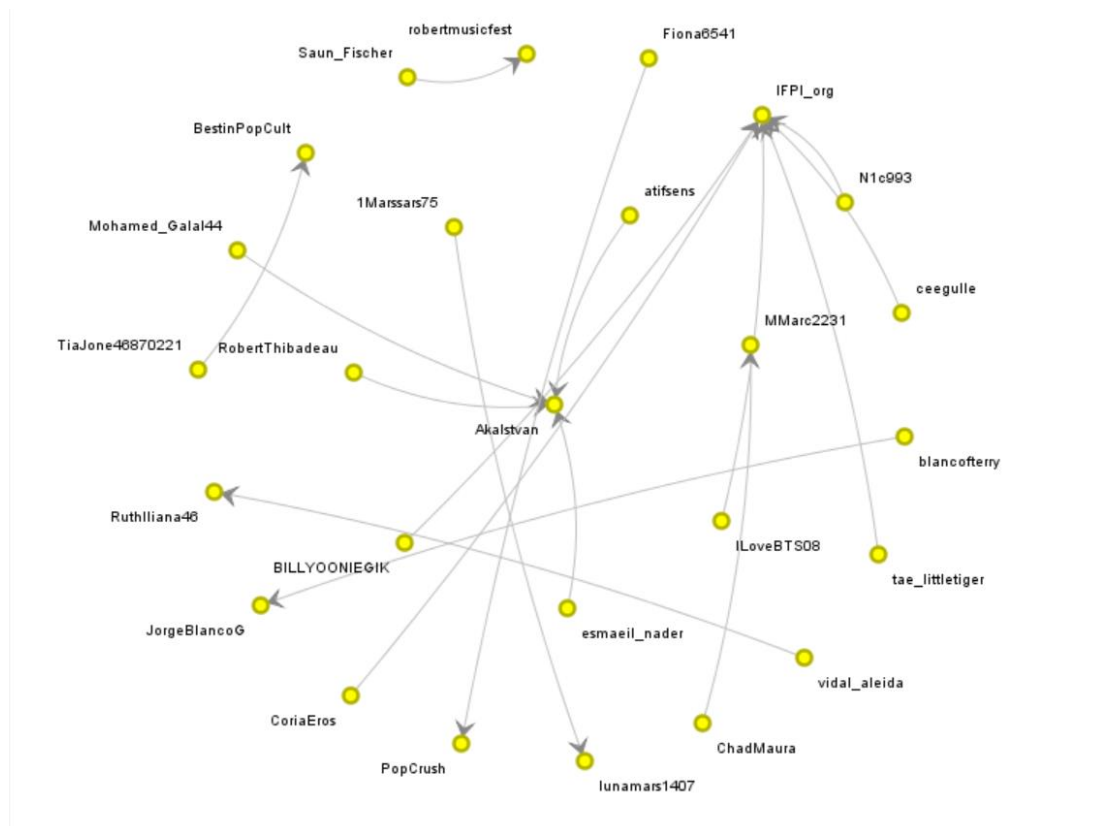 robertmusicfest
Fiona6541
Saun_Fischer
IFPI_org
BestinPopCult
N1c993
atifsens
1Marssars75
Mohamed_Galal44
ceegulle
MMarc2231
TiaJone46870221
RobertThibadeau
Akalstvan
blancofterry
RuthIliana46
ILoveBTS08
BILLYOONIEGIK
tae_littletiger
JorgeBlancoG
esmaeil_nader
vidal_aleida
CoriaEros
ChadMaura
PopCrush
lunamars1407